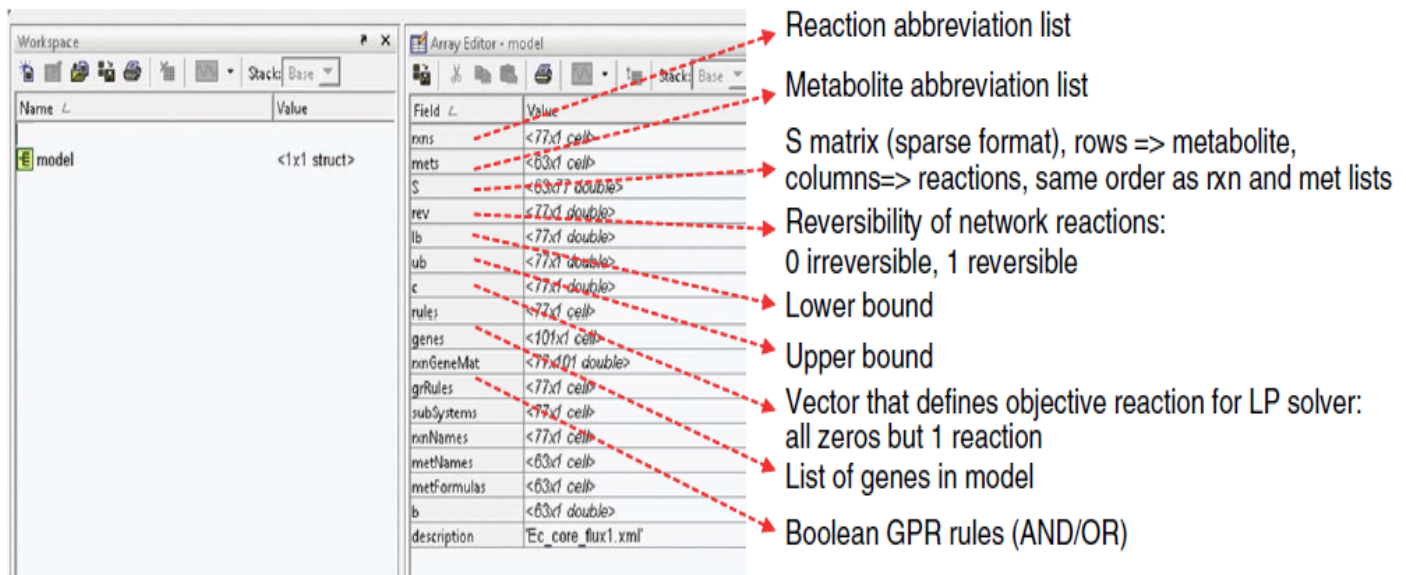 Workspace
Stack: Base
Name Value
model <1x1 struct>
Array Editor - model
Stack: Base
Field Value
rxns <77x1 cell>
mets <63x1 cell>
S <63x77 double>
rev <77x1 double>
lb <77x1 double>
ub <77x1 double>
c <77x1 double>
rules <77x1 cell>
genes <101x1 cell>
rxnGeneMat <77x101 double>
grRules <77x1 cell>
subSystems <77x1 cell>
rxnNames <77x1 cell>
metNames <63x1 cell>
metFormulas <63x1 cell>
b <63x1 double>
description 'Ec_core_flux1.xml'
Reaction abbreviation list
Metabolite abbreviation list
S matrix (sparse format), rows => metabolite,
columns=> reactions, same order as rxn and met lists
Reversibility of network reactions:
0 irreversible, 1 reversible
Lower bound
Upper bound
Vector that defines objective reaction for LP solver:
all zeros but 1 reaction
List of genes in model
Boolean GPR rules (AND/OR)